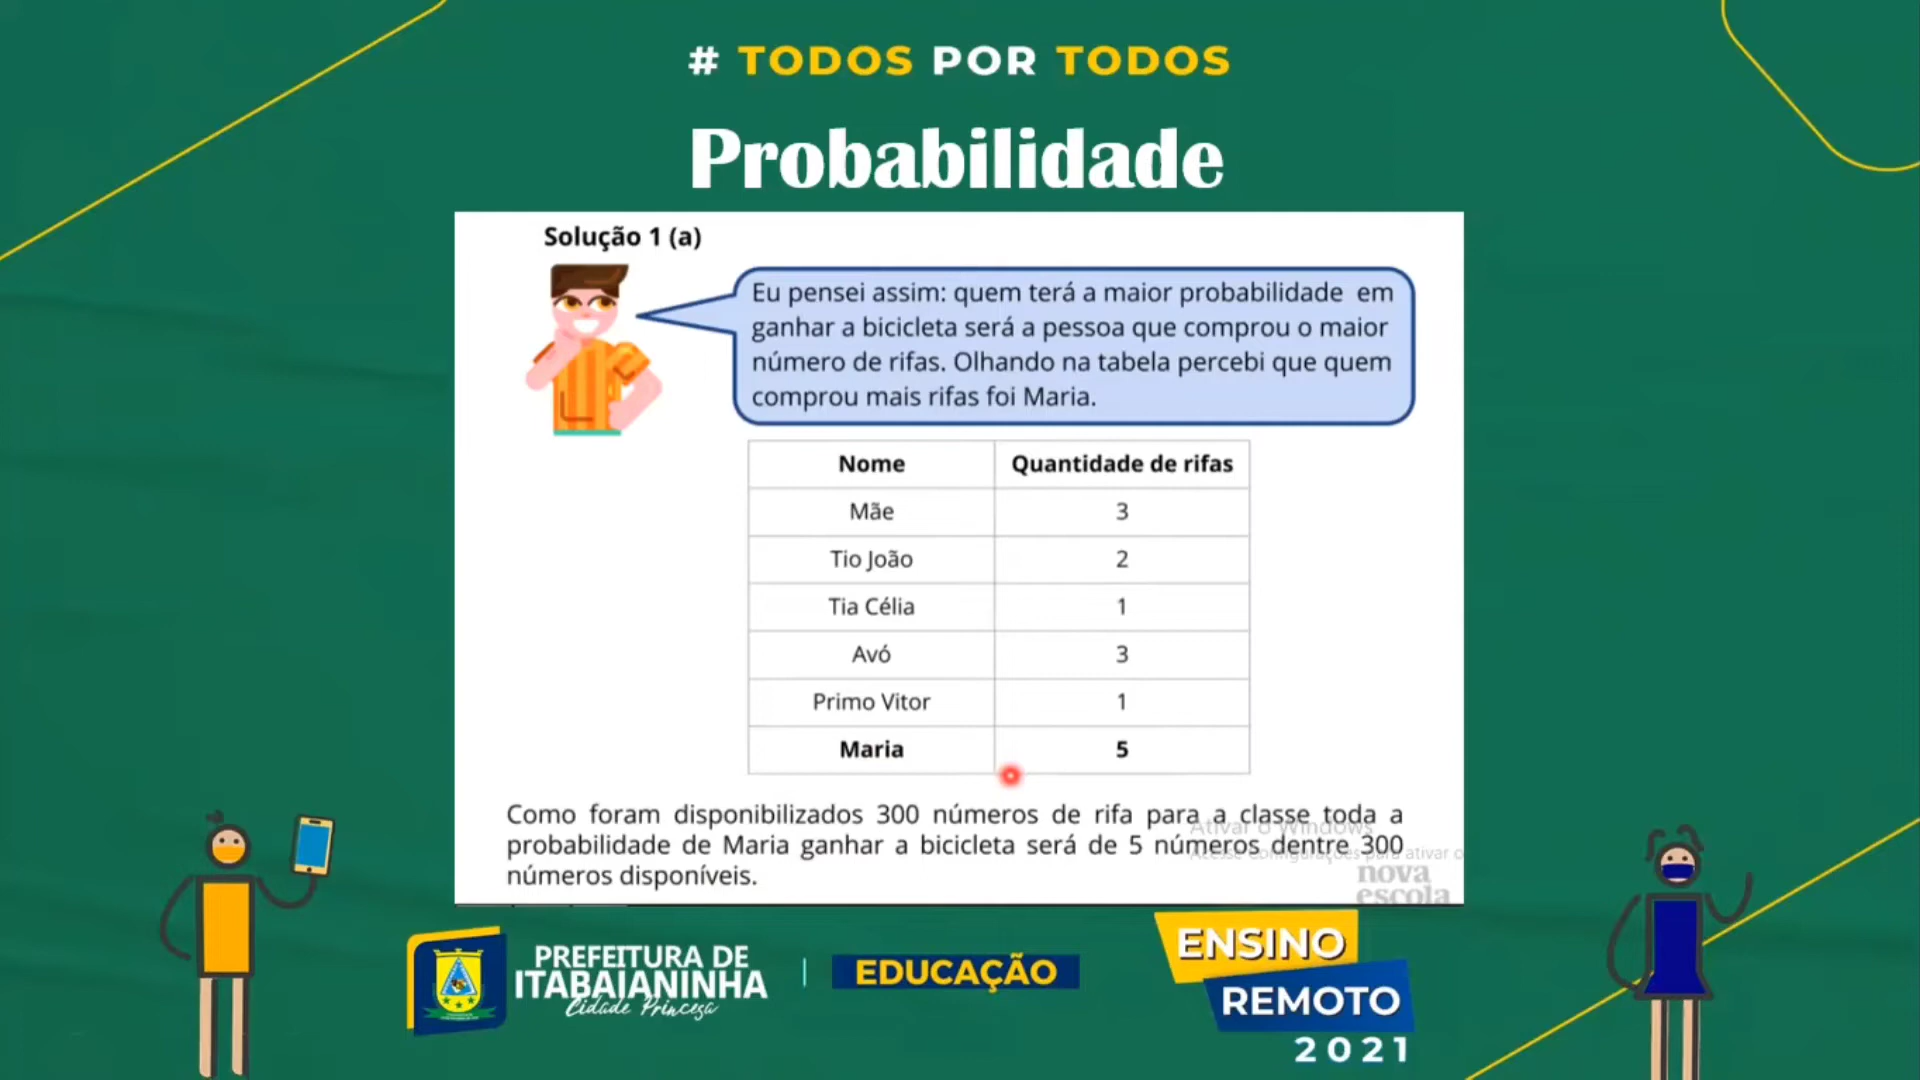 # TODOS POR TODOS
Probabilidade
Solução 1 (a)
Eu pensei assim: quem terá a maior probabilidade em
ganhar a bicicleta será a pessoa que comprou o maior
número de rifas. Olhando na tabela percebi que quem
comprou mais rifas foi Maria.
Nome Quantidade de rifas
Mãe 3
Tio João 2
Tia Célia 1
Avó 3
Primo Vitor 1
Maria 5
Como foram disponibilizados 300 números de rifa para a classe toda a
probabilidade de Maria ganhar a bicicleta será de 5 números dentre 300
números disponíveis.
Ativar o Windows
Acesse Configurações para ativar o
nova
escola
PREFEITURA DE
ITABAIANINHA
Cidade Princesa
EDUCAÇÃO
ENSINO
REMOTO
2021